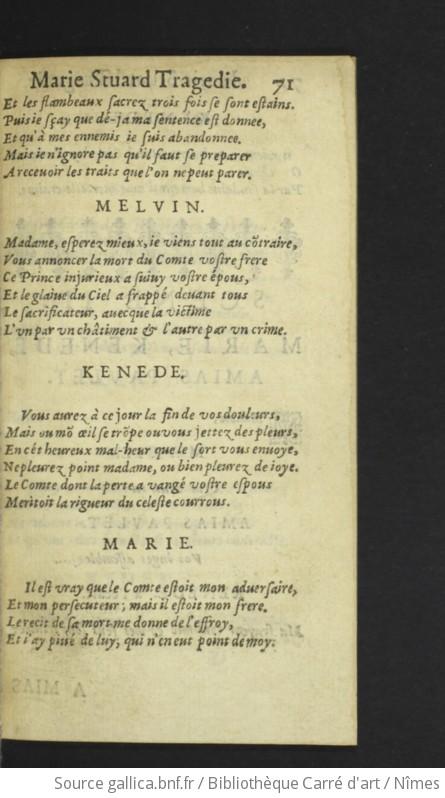 Marie Stuard Tragedie. 71
Et les flambeaux sacrez trois fois se sont estains.
Puis ie sçay que dé-ja ma sentence est donnee,
Et qu'à mes ennemis ie suis abandonnee.
Mais ie n'ignore pas qu'il faut se preparer
A recevoir les traits que l'on ne peut parer.
MELVIN.
Madame, esperez mieux, ie viens tout au cõtraire,
Vous annoncer la mort du Comte vostre frere
Ce Prince injurieux a suiuy vostre épous,
Et le glaiue du Ciel a frappé deuant tous
Le sacrificateur, auecque la victime
L'vn par vn châtiment & l'autre par vn crime.
KENEDE.
Vous aurez à ce jour la fin de vos douleurs,
Mais ou mõ œil se trõpe ou vous jettez des pleurs,
En cét heureux mal-heur que le sort vous enuoye,
Ne pleurez point madame, ou bien pleurez de ioye.
Le Comte dont la perte a vangé vostre espous
Meritoit la rigueur du celeste courrous.
MARIE.
Il est vray que le Comte estoit mon aduersaire,
Et mon persecuteur; mais il estoit mon frere.
Le recit de sa mort me donne de l'effroy,
Et i'ay pitié de luy, qui n'en eut point de moy.
Source gallica.bnf.fr / Bibliothèque Carré d'art / Nîmes